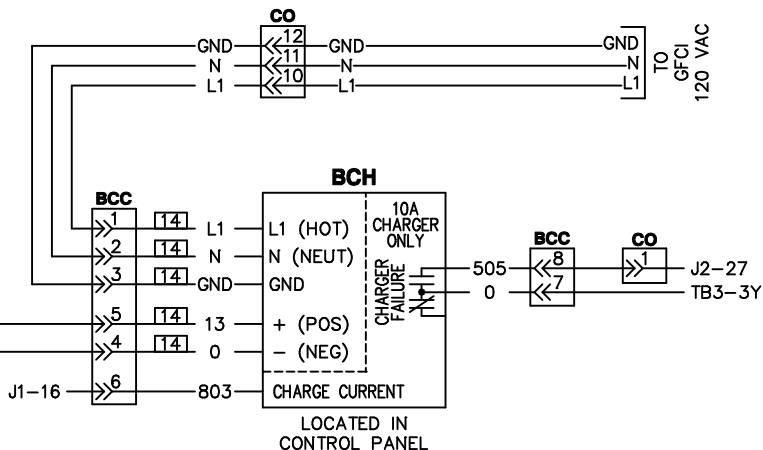 CO
GND 12 GND GND
N 11 N N
L1 10 L1 L1
TO
GFCI
120 VAC
BCH
BCC
1 14 L1 L1 (HOT)
2 14 N N (NEUT)
3 14 GND GND
5 14 13 + (POS)
4 14 0 - (NEG)
J1-16 6 803 CHARGE CURRENT
10A
CHARGER
ONLY
CHARGER
FAILURE
BCC CO
505 8 1 J2-27
0 7 TB3-3Y
LOCATED IN
CONTROL PANEL